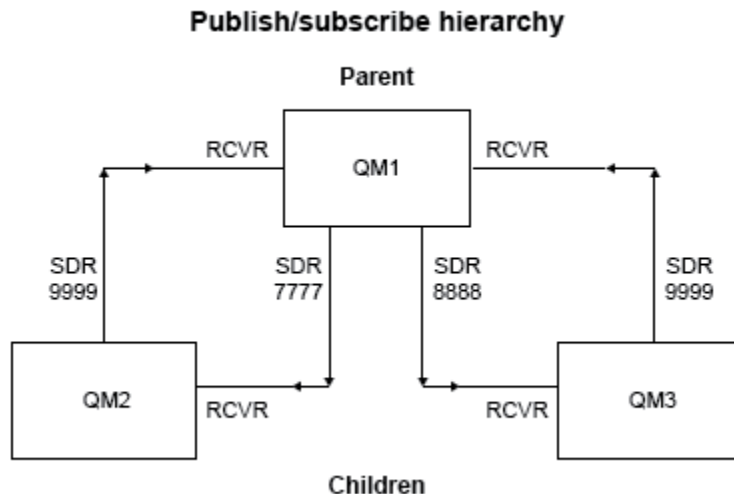 Publish/subscribe hierarchy
Parent
RCVR
QM1
RCVR
SDR
9999
SDR
7777
SDR
8888
SDR
9999
QM2
RCVR
RCVR
QM3
Children